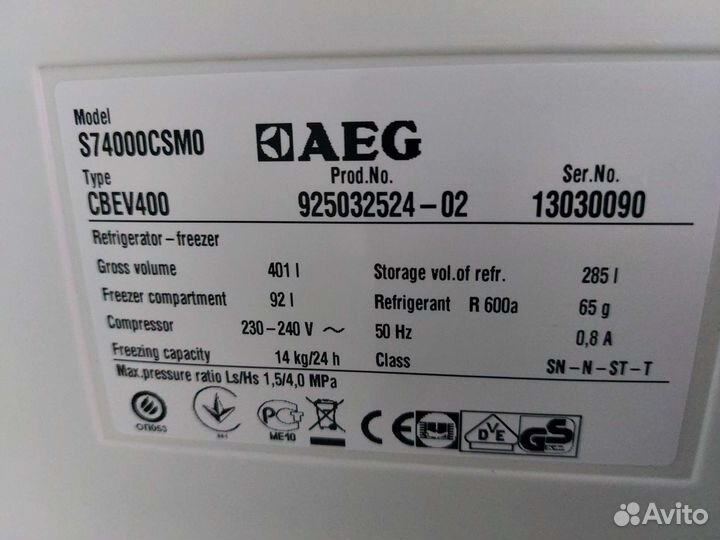 Model
S74000CSM0
AEG
Type
Prod.No.
Ser.No.
CBEV400
925032524-02
13030090
Refrigerator-freezer
Gross volume 401 l
Storage vol.of refr. 285 l
Freezer compartment 92 l
Refrigerant R 600a 65 g
Compressor 230-240 V ~
50 Hz 0,8 A
Freezing capacity 14 kg/24 h
Class SN-N-ST-T
Max.pressure ratio Ls/Hs 1,5/4,0 MPa
ME10
CE
DVE
GS
Avito